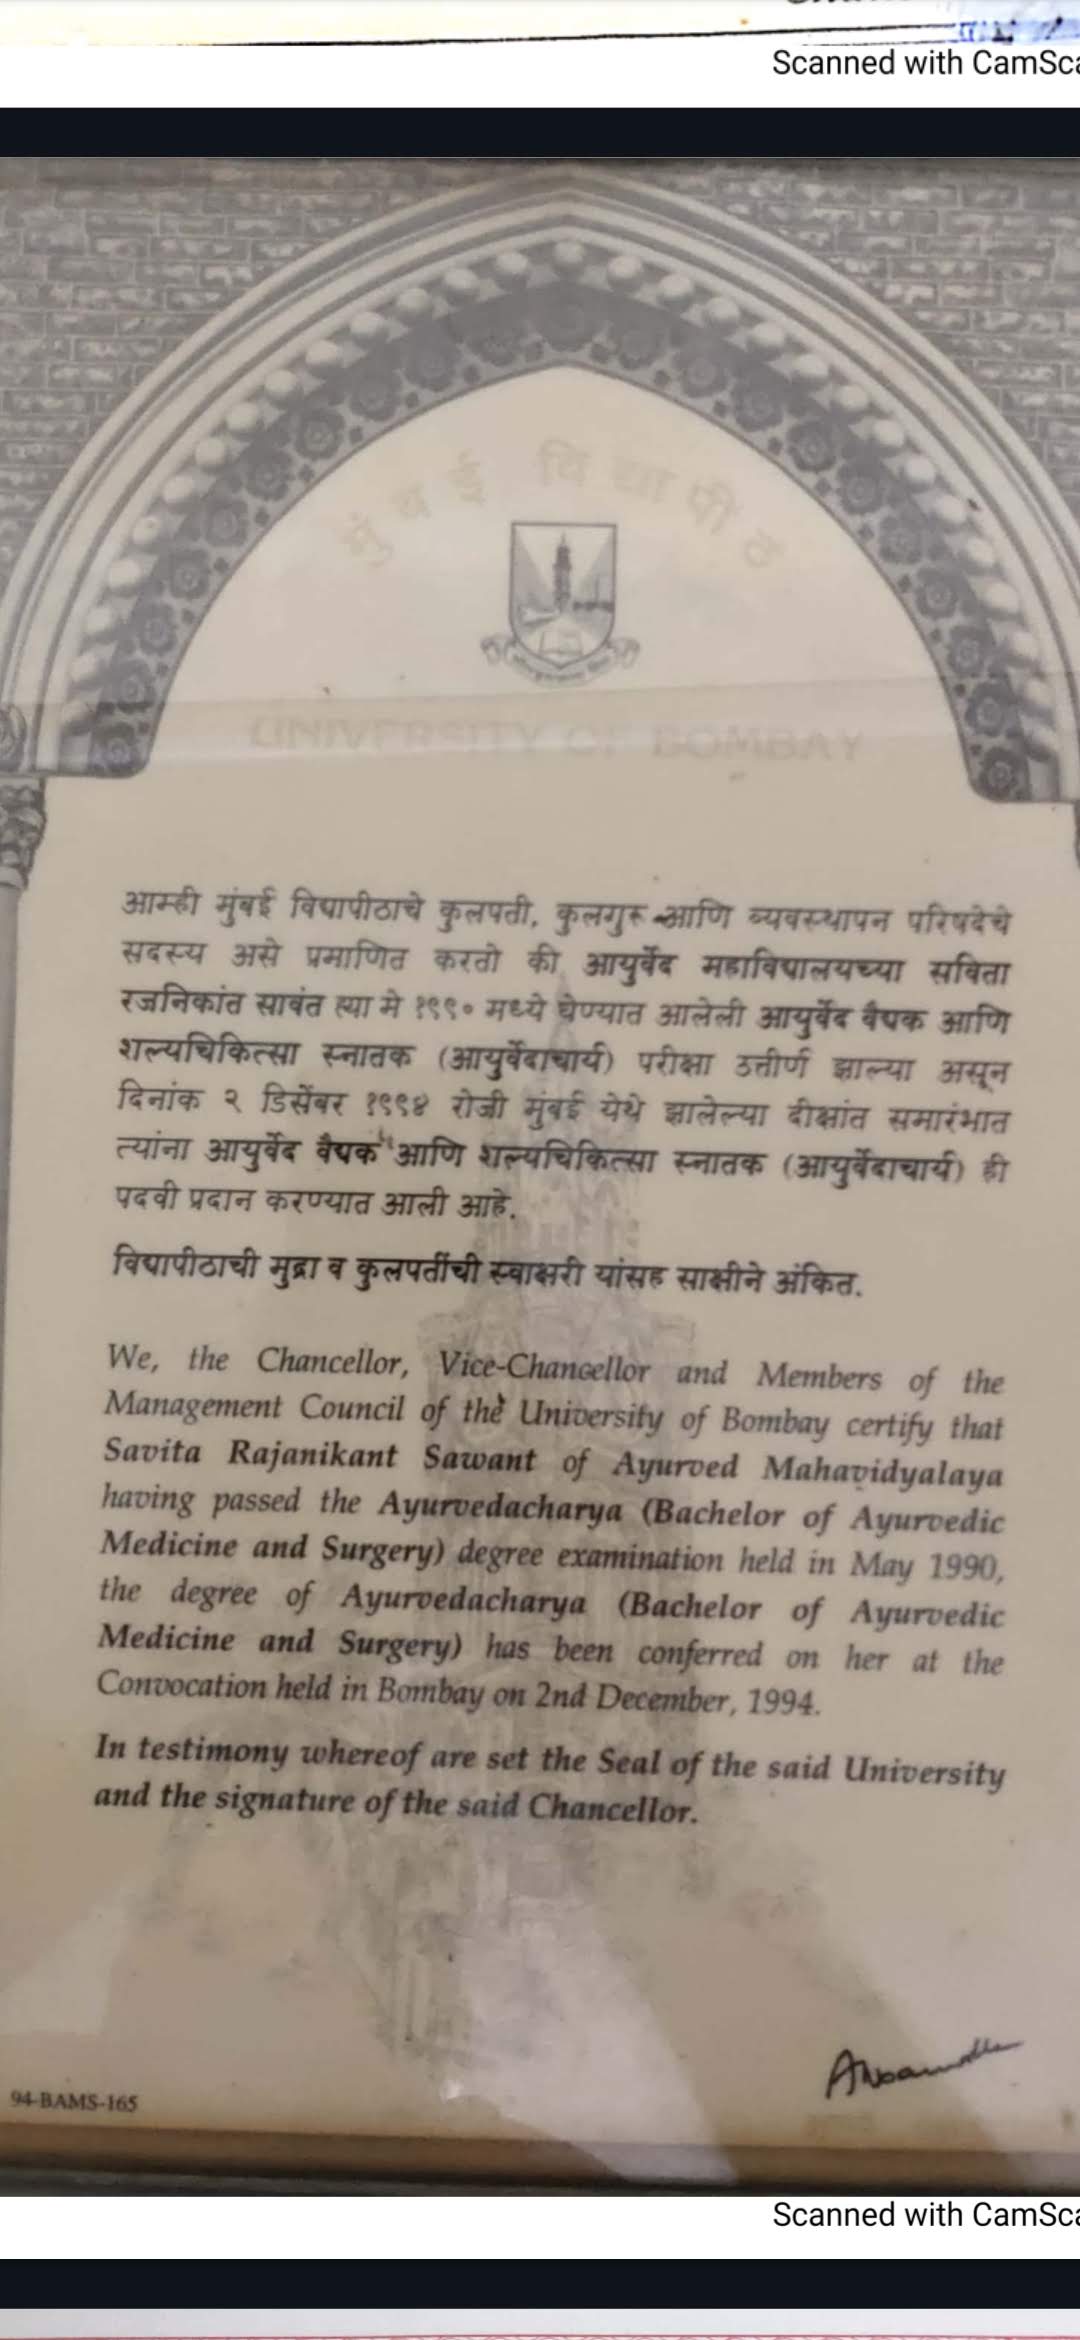 Scanned with CamSca
मुंबई विद्यापीठ
UNIVERSITY OF BOMBAY
आम्ही मुंबई विद्यापीठाचे कुलपती, कुलगुरू आणि व्यवस्थापन परिषदेचे
सदस्य असे प्रमाणित करतो की आयुर्वेद महाविद्यालयच्या सविता
रजनिकांत सावंत ह्या मे १९९० मध्ये घेण्यात आलेली आयुर्वेद वैद्यक आणि
शल्यचिकित्सा स्नातक (आयुर्वेदाचार्य) परीक्षा उत्तीर्ण झाल्या असून
दिनांक २ डिसेंबर १९९४ रोजी मुंबई येथे झालेल्या दीक्षांत समारंभात
त्यांना आयुर्वेद वैद्यक आणि शल्यचिकित्सा स्नातक (आयुर्वेदाचार्य) ही
पदवी प्रदान करण्यात आली आहे.
विद्यापीठाची मुद्रा व कुलपतींची स्वाक्षरी यांसह साक्षीने अंकित.
We, the Chancellor, Vice-Chancellor and Members of the
Management Council of the University of Bombay certify that
Savita Rajanikant Sawant of Ayurved Mahavidyalaya
having passed the Ayurvedacharya (Bachelor of Ayurvedic
Medicine and Surgery) degree examination held in May 1990,
the degree of Ayurvedacharya (Bachelor of Ayurvedic
Medicine and Surgery) has been conferred on her at the
Convocation held in Bombay on 2nd December, 1994.
In testimony whereof are set the Seal of the said University
and the signature of the said Chancellor.
94-BAMS-165
Scanned with CamSca